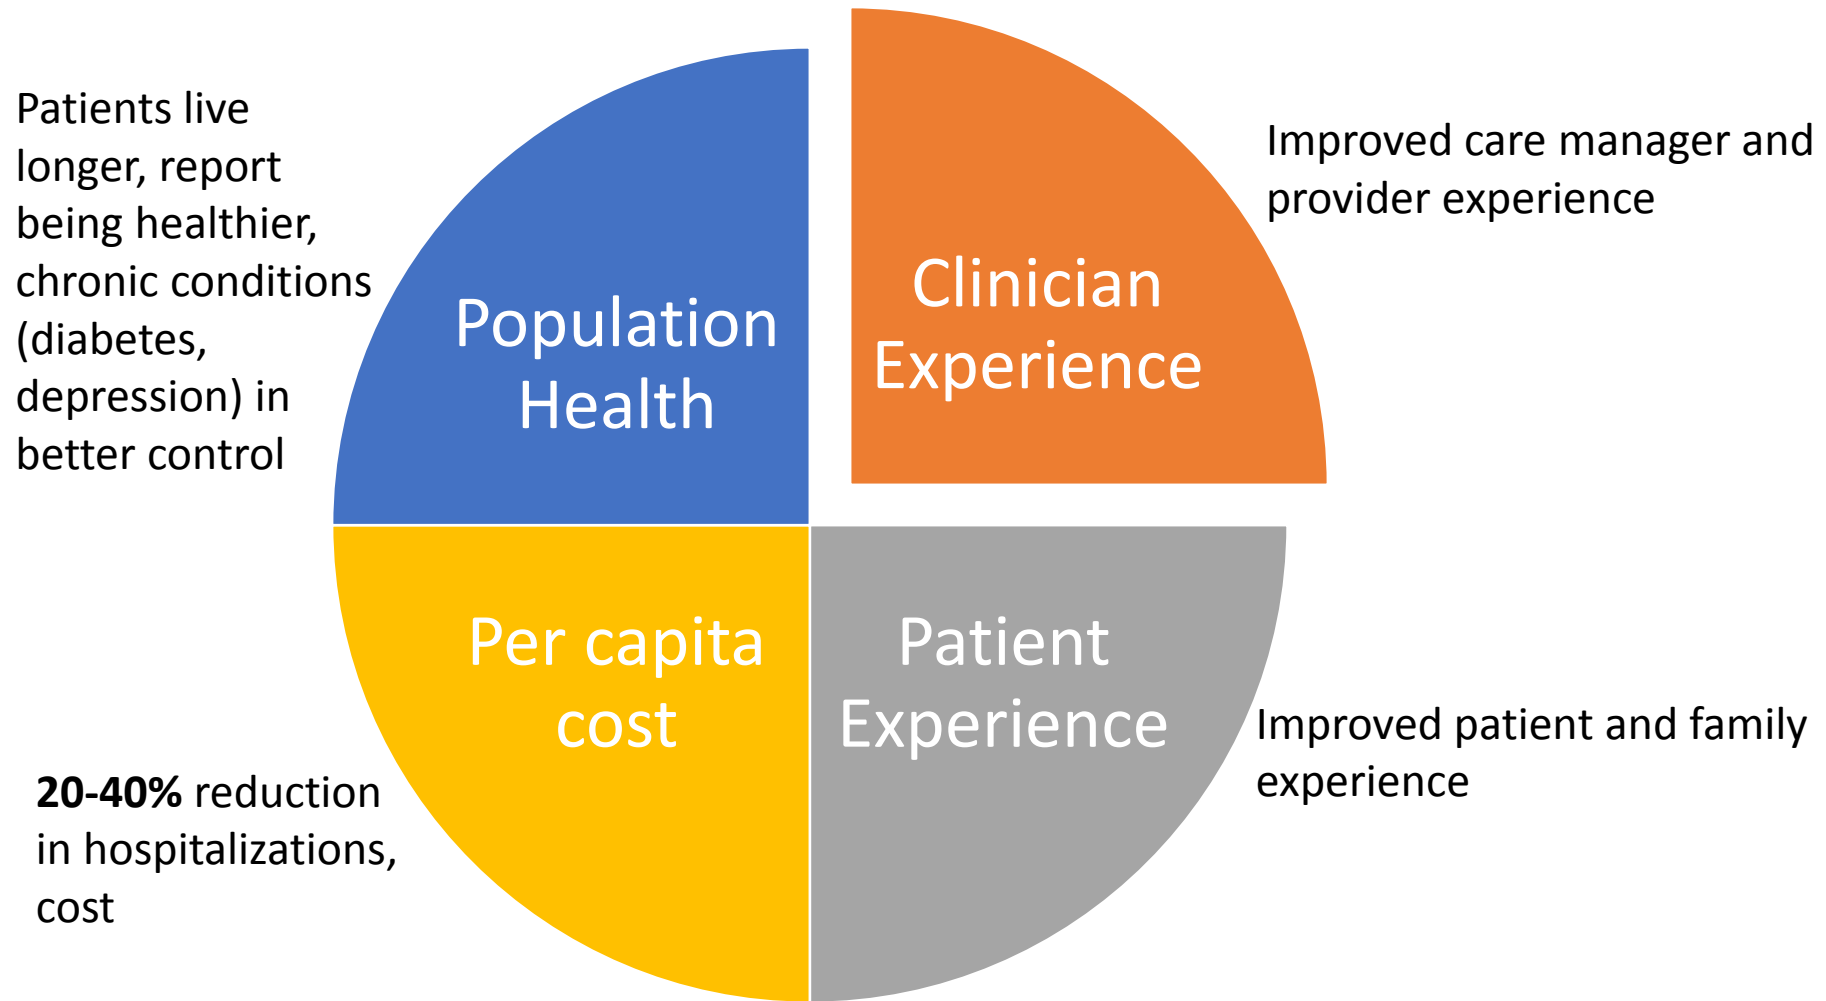 Patients live
longer, report
being healthier,
chronic conditions
(diabetes,
depression) in
better control
Population
Health
Clinician
Experience
Improved care manager and
provider experience
Per capita
cost
Patient
Experience
20-40% reduction
in hospitalizations,
cost
Improved patient and family
experience